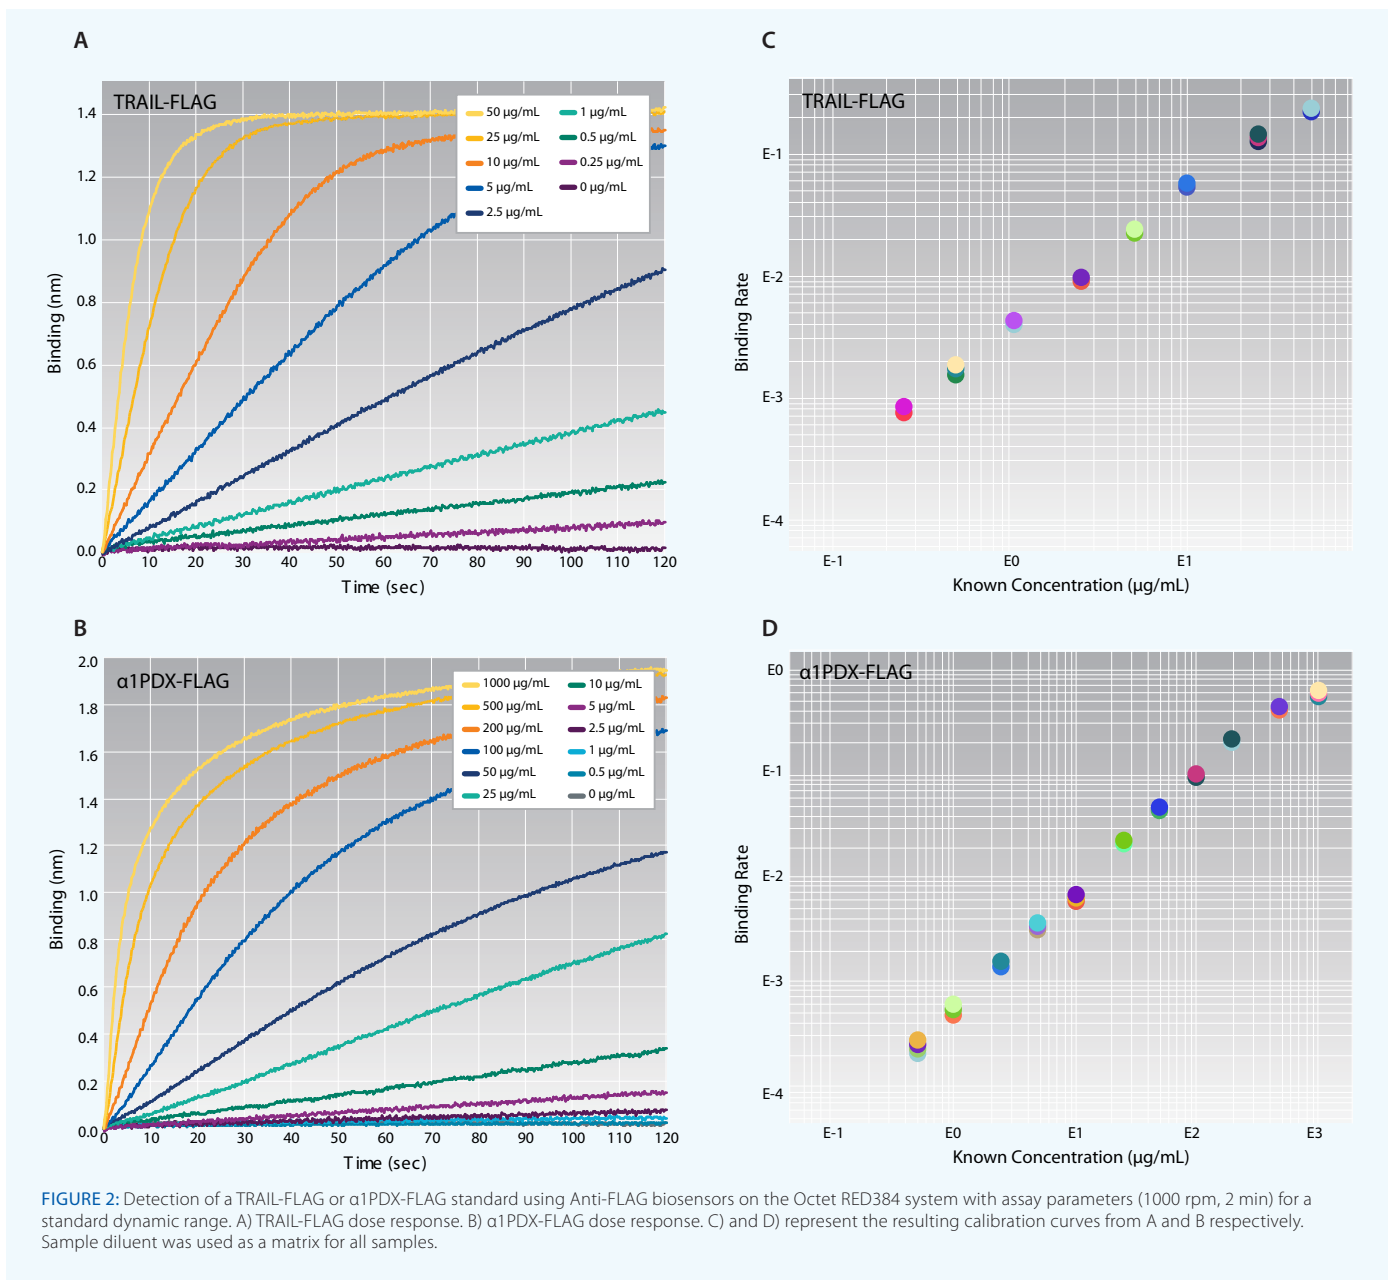 A
TRAIL-FLAG
50 µg/mL
25 µg/mL
10 µg/mL
5 µg/mL
2.5 µg/mL
1 µg/mL
0.5 µg/mL
0.25 µg/mL
0 µg/mL
1.4
1.2
1.0
0.8
0.6
0.4
0.2
0.0
Binding (nm)
0 10 20 30 40 50 60 70 80 90 100 110 120
Time (sec)
C
TRAIL-FLAG
E-1
E-2
E-3
E-4
Binding Rate
E-1 E0 E1
Known Concentration (µg/mL)
B
α1PDX-FLAG
1000 µg/mL
500 µg/mL
200 µg/mL
100 µg/mL
50 µg/mL
25 µg/mL
10 µg/mL
5 µg/mL
2.5 µg/mL
1 µg/mL
0.5 µg/mL
0 µg/mL
2.0
1.8
1.6
1.4
1.2
1.0
0.8
0.6
0.4
0.2
0.0
Binding (nm)
0 10 20 30 40 50 60 70 80 90 100 110 120
Time (sec)
D
α1PDX-FLAG
E0
E-1
E-2
E-3
E-4
Binding Rate
E-1 E0 E1 E2 E3
Known Concentration (µg/mL)
FIGURE 2: Detection of a TRAIL-FLAG or α1PDX-FLAG standard using Anti-FLAG biosensors on the Octet RED384 system with assay parameters (1000 rpm, 2 min) for a
standard dynamic range. A) TRAIL-FLAG dose response. B) α1PDX-FLAG dose response. C) and D) represent the resulting calibration curves from A and B respectively.
Sample diluent was used as a matrix for all samples.